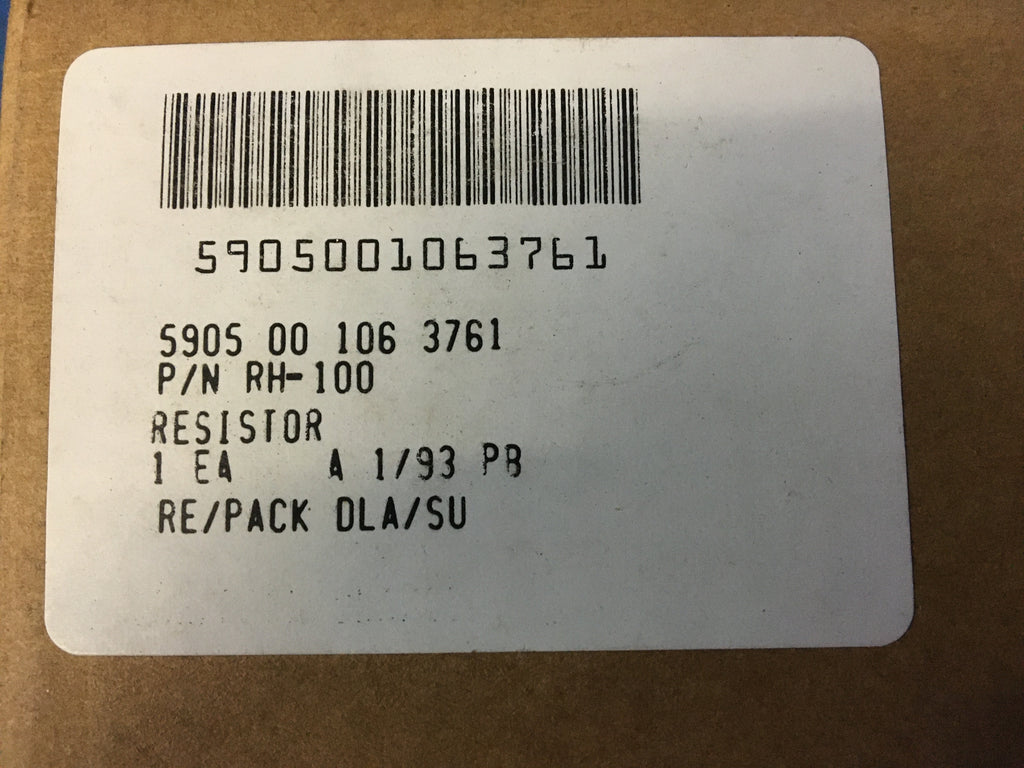 5905001063761
5905 00 106 3761
P/N RH-100
RESISTOR
1 EA A 1/93 PB
RE/PACK DLA/SU